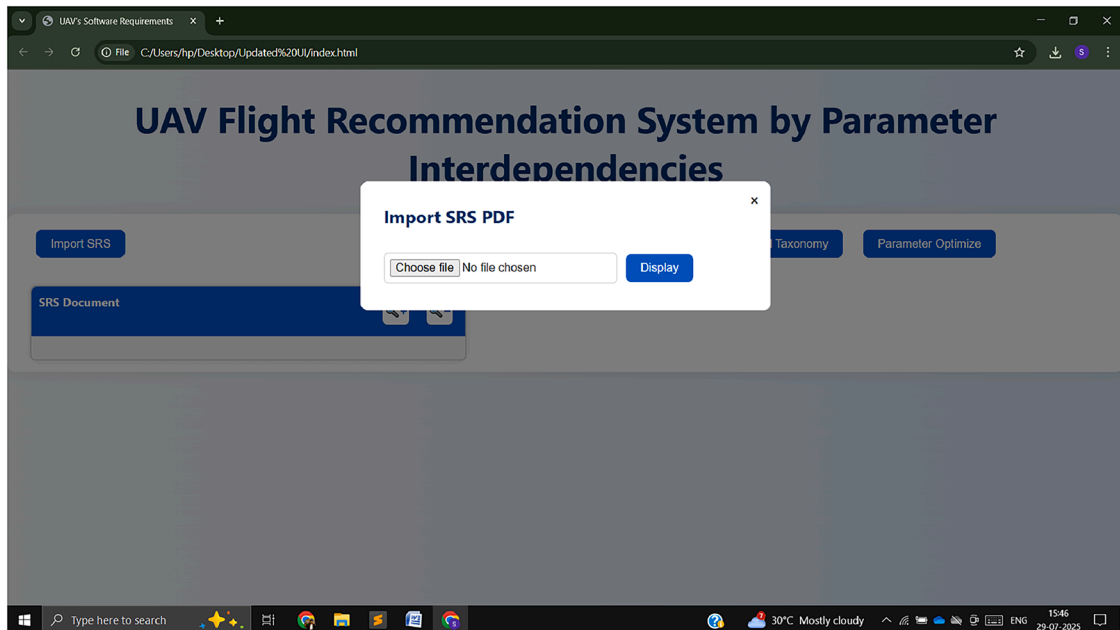 UAV's Software Requirements
File C:/Users/hp/Desktop/Updated%20UI/index.html
S
UAV Flight Recommendation System by Parameter
Interdependencies
Import SRS PDF
Import SRS
Taxonomy
Parameter Optimize
Choose file No file chosen
Display
SRS Document
Type here to search
7
30°C Mostly cloudy
ENG
15:46
29-07-2025